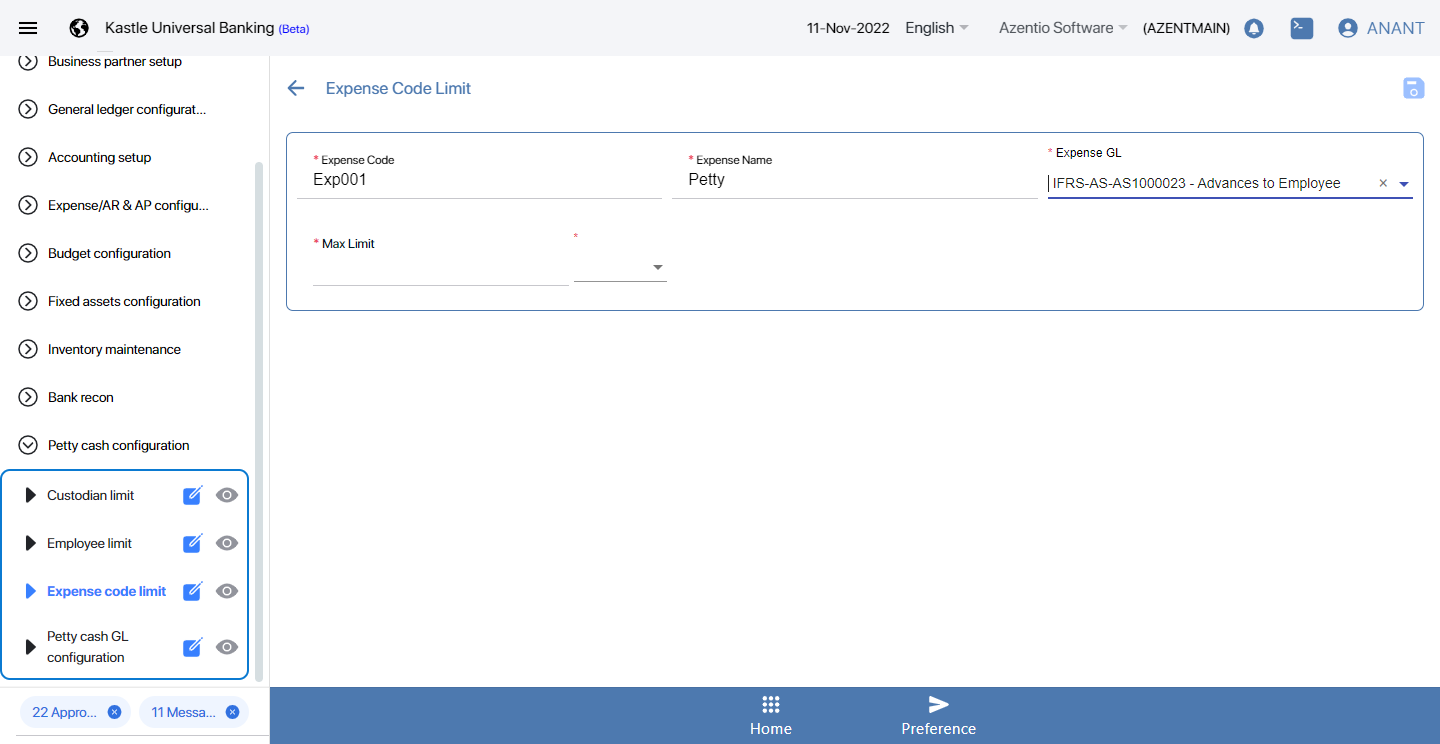 Kastle Universal Banking (Beta)
11-Nov-2022
English
Azentio Software
(AZENTMAIN)
ANANT
Business partner setup
General ledger configurat...
Accounting setup
Expense/AR & AP configu...
Budget configuration
Fixed assets configuration
Inventory maintenance
Bank recon
Petty cash configuration
Custodian limit
Employee limit
Expense code limit
Petty cash GL
configuration
22 Appro...
11 Messa...
Expense Code Limit
* Expense Code
Exp001
* Expense Name
Petty
* Expense GL
IFRS-AS-AS1000023 - Advances to Employee
* Max Limit
*
Home
Preference